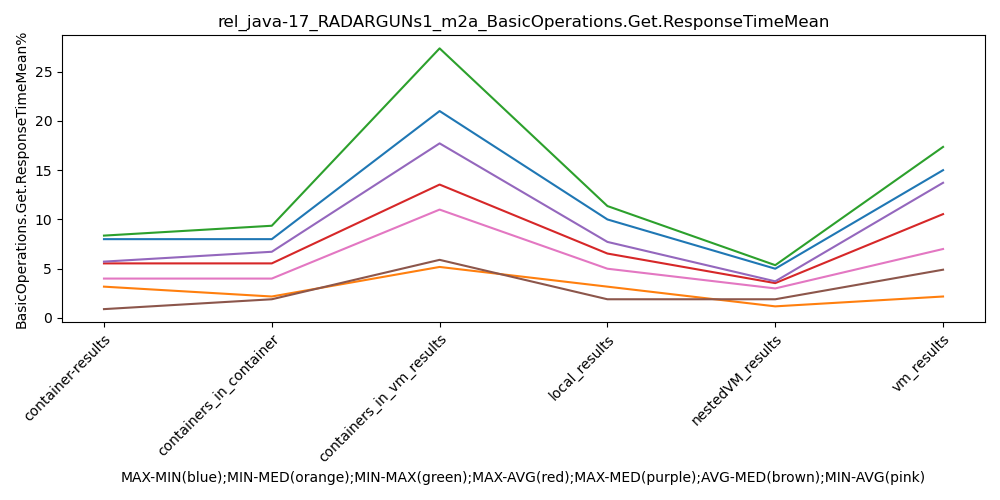 rel_java-17_RADARGUNs1_m2a_BasicOperations.Get.ResponseTimeMean
BasicOperations.Get.ResponseTimeMean%
25
20
15
10
5
0
container-results
containers_in_container
containers_in_vm_results
local_results
nestedVM_results
vm_results
MAX-MIN(blue);MIN-MED(orange);MIN-MAX(green);MAX-AVG(red);MAX-MED(purple);AVG-MED(brown);MIN-AVG(pink)